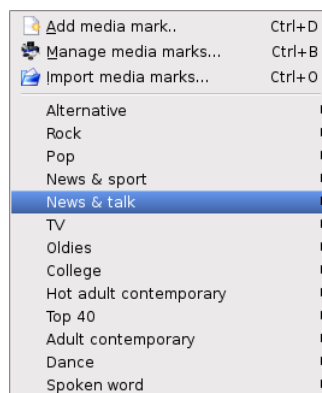 Add media mark.. Ctrl+D
Manage media marks... Ctrl+B
Import media marks... Ctrl+O
Alternative
Rock
Pop
News & sport
News & talk
TV
Oldies
College
Hot adult contemporary
Top 40
Adult contemporary
Dance
Spoken word